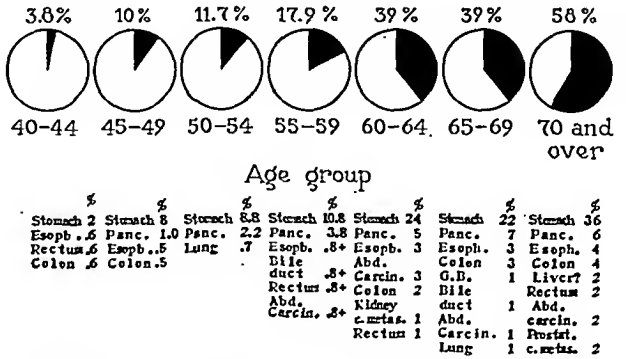 3.8% 10% 11.7% 17.9% 39% 39% 58%
40-44 45-49 50-54 55-59 60-64. 65-69 70 and over
Age group
%
Stomach 2
Esoph ..6
Rectum .6
Colon .6
%
Stomach 8
Panc. 1.0
Esoph ..5
Colon .5
%
Stomach 8.8
Panc. 2.2
Lung .7
%
Stomach 10.8
Panc. 3.8
Esoph. .8+
Bile
duct .8+
Rectum .8+
Abd.
Carcin. .8+
%
Stomach 24
Panc. 5
Esoph. 3
Abd.
Carcin. 3
Colon 2
Kidney
c.metas. 1
Rectum 1
%
Stomach 22
Panc. 7
Esoph. 3
Colon 3
G.B. 1
Bile
duct 1
Abd.
Carcin. 1
Lung 1
%
Stomach 36
Panc. 6
Esoph. 4
Colon 4
Liver? 2
Rectum 2
Abd.
carcin. 2
Prostat.
c.metas. 2